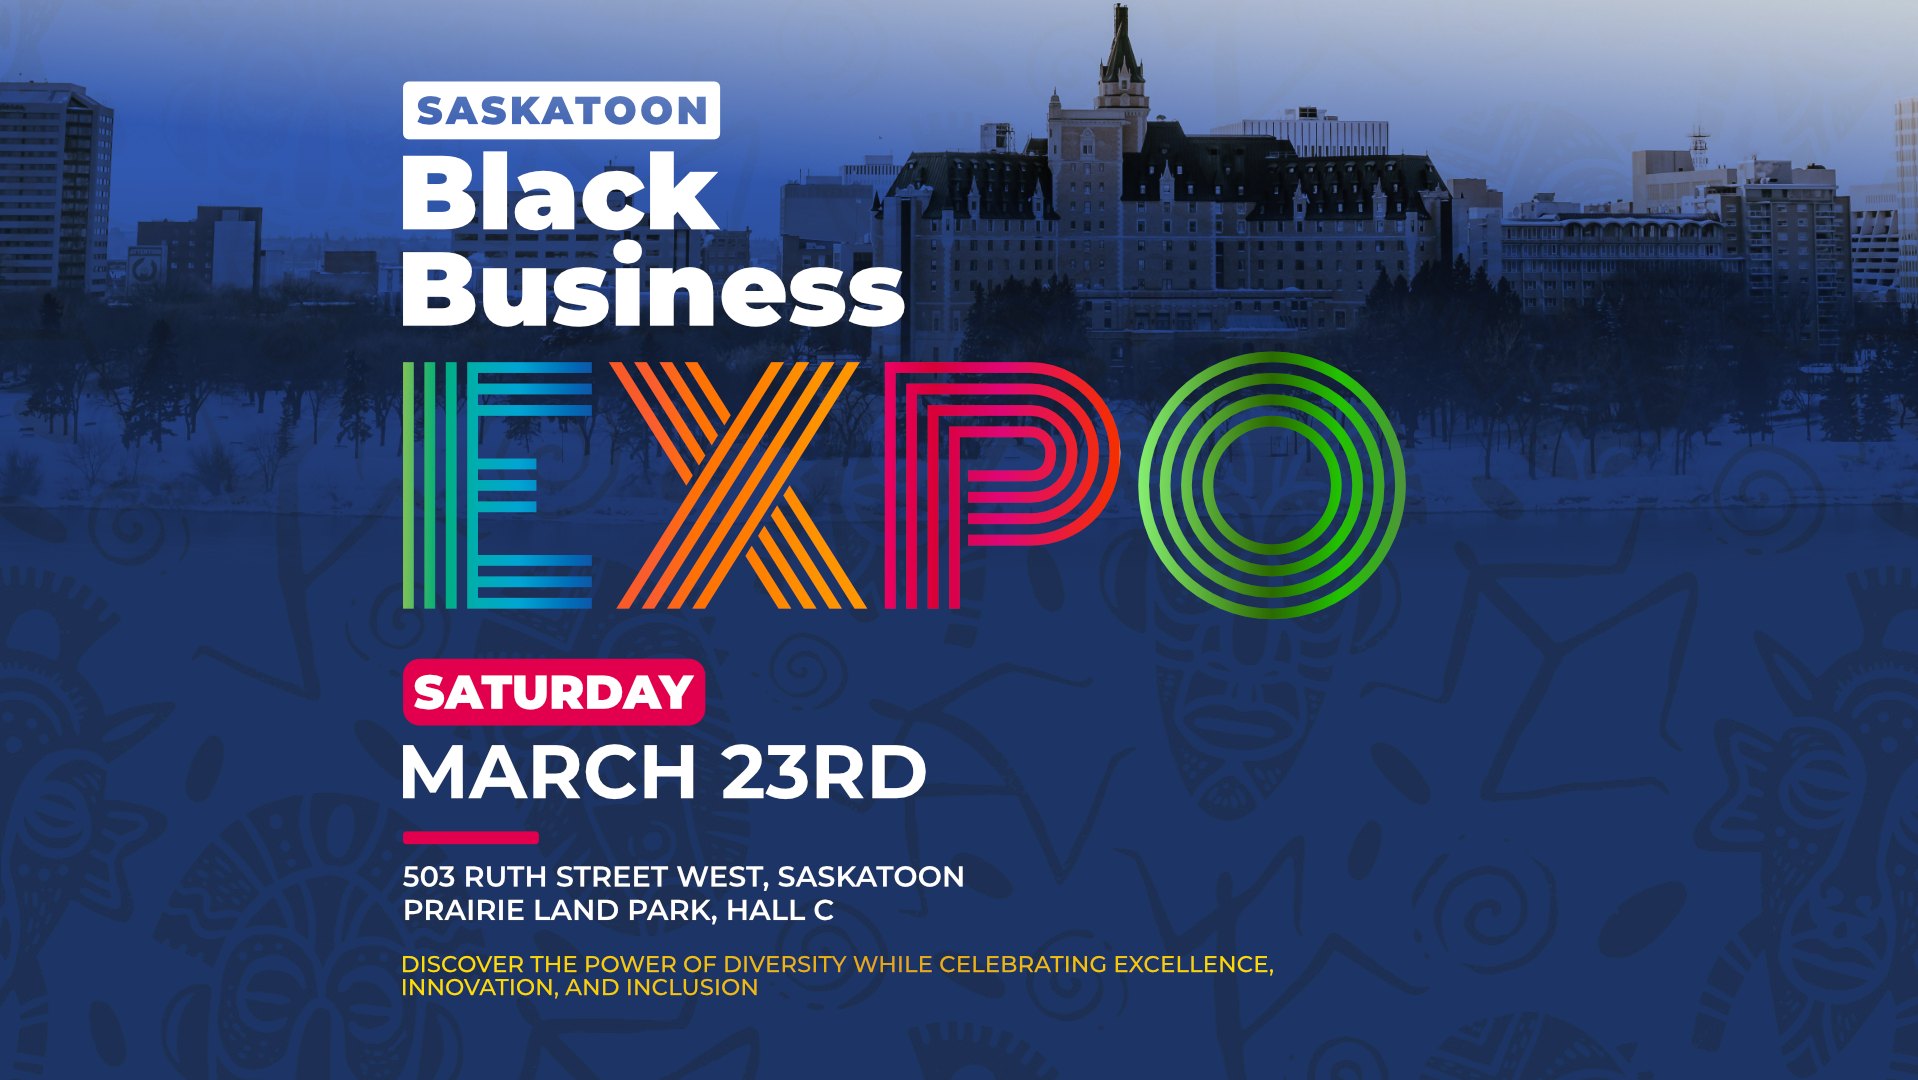 SASKATOON
Black
Business
EXPO
SATURDAY
MARCH 23RD
503 RUTH STREET WEST, SASKATOON
PRAIRIE LAND PARK, HALL C
DISCOVER THE POWER OF DIVERSITY WHILE CELEBRATING EXCELLENCE,
INNOVATION, AND INCLUSION